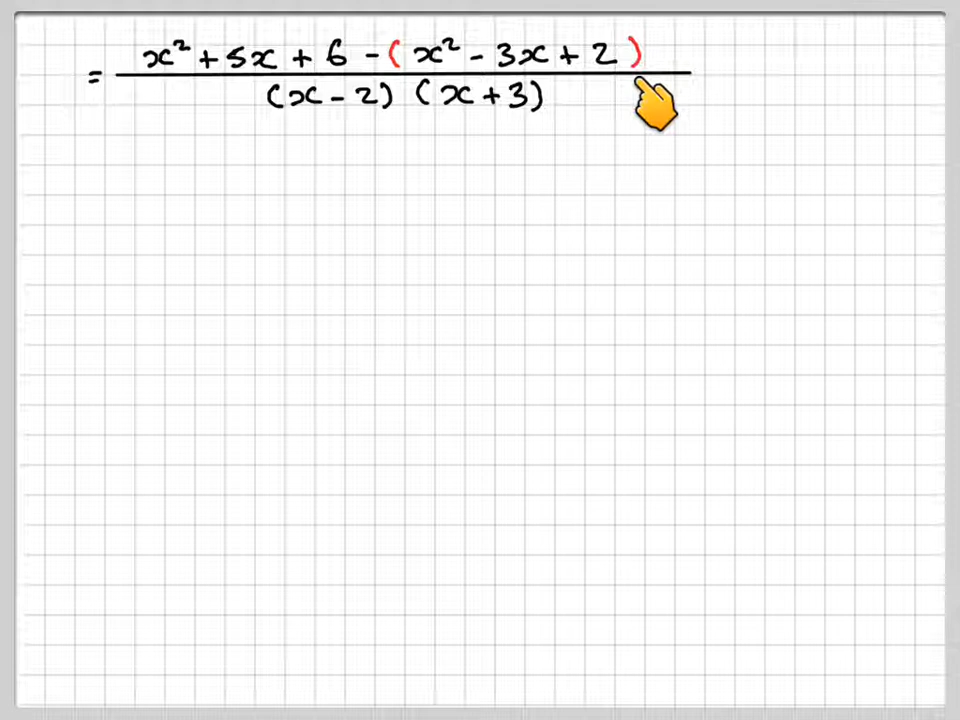 = x² + 5x + 6 - ( x² - 3x + 2 )
(x - 2) (x + 3)